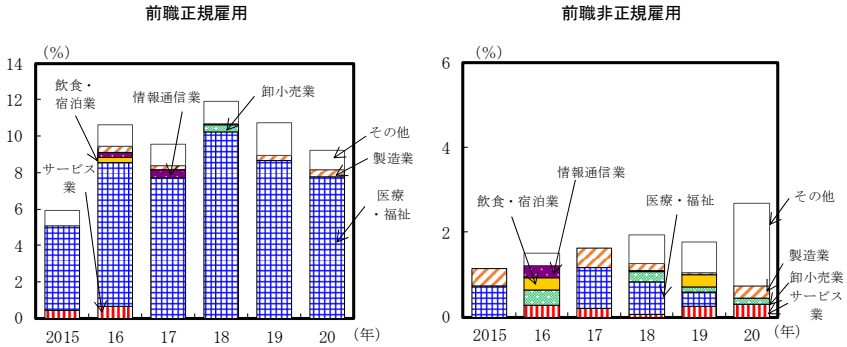 前職正規雇用
(%)
14
12
10
8
6
4
2
0
飲食・
宿泊業
情報通信業
卸小売業
サービス
業
その他
製造業
医療
・福祉
2015 16 17 18 19 20 (年)
前職非正規雇用
(%)
6
4
2
0
飲食・宿泊業
情報通信業
医療・福祉
その他
製造業
卸小売業
サービス
業
2015 16 17 18 19 20 (年)